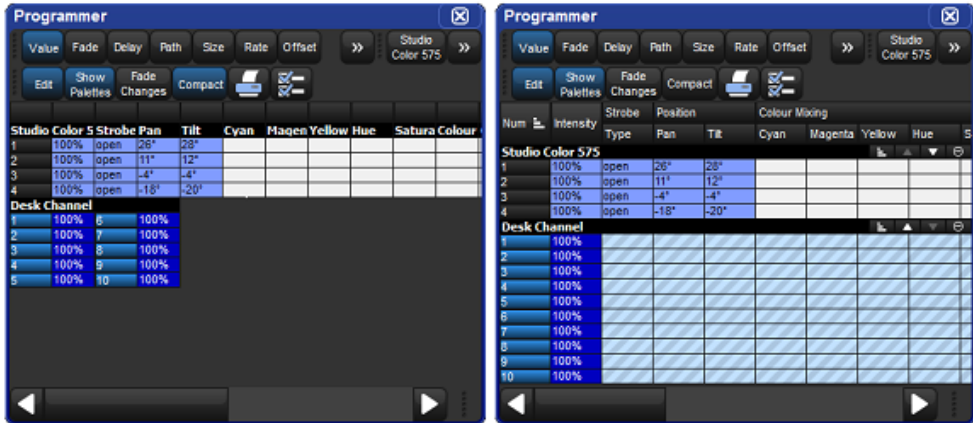 Programmer
Value Fade Delay Path Size Rate Offset » Studio Color 575 »
Edit Show Palettes Fade Changes Compact
Studio Color 5 Strobe Pan Tilt Cyan Magen Yellow Hue Satura Colour
1 100% open 26° 28°
2 100% open 11° 12°
3 100% open -4° -4°
4 100% open -18° -20°
Desk Channel
1 100% 6 100%
2 100% 7 100%
3 100% 8 100%
4 100% 9 100%
5 100% 10 100%
Programmer
Value Fade Delay Path Size Rate Offset » Studio Color 575 »
Edit Show Palettes Fade Changes Compact
Num Intensity Strobe Position Colour Mixing
Type Pan Tilt Cyan Magenta Yellow Hue S
Studio Color 575
1 100% open 26° 28°
2 100% open 11° 12°
3 100% open -4° -4°
4 100% open -18° -20°
Desk Channel
1 100%
2 100%
3 100%
4 100%
5 100%
6 100%
7 100%
8 100%
9 100%
10 100%